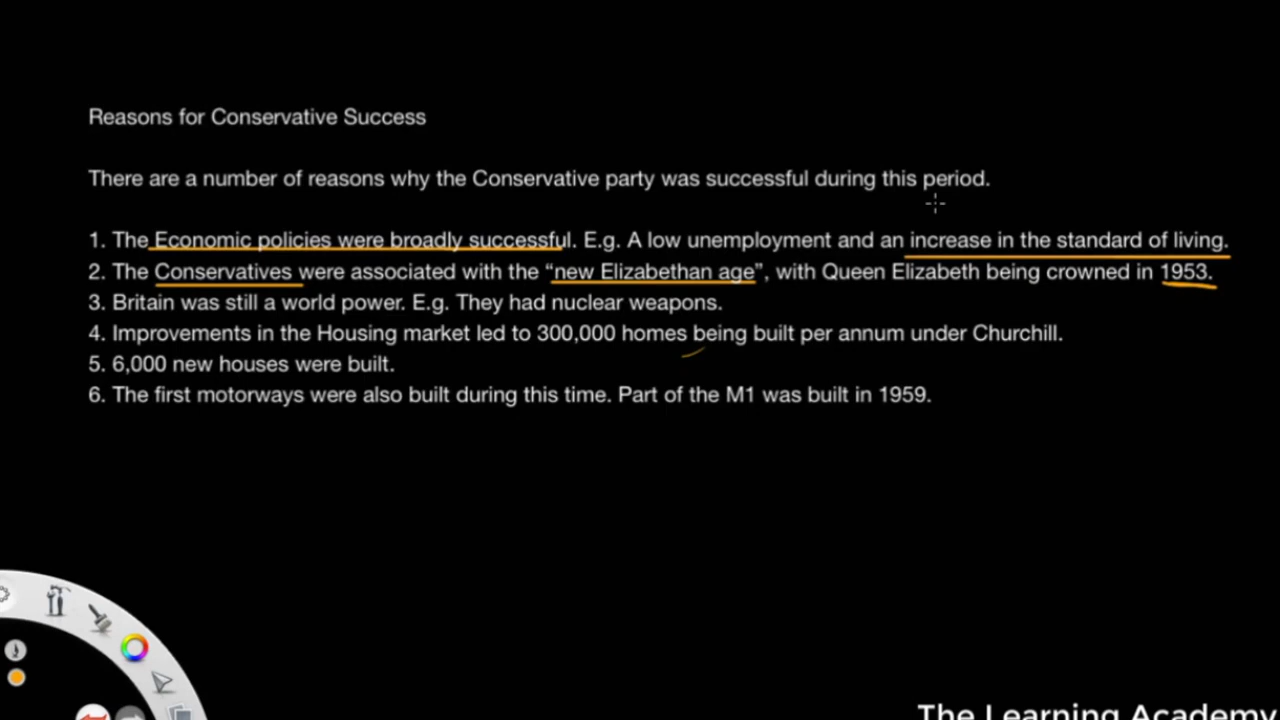 Reasons for Conservative Success
There are a number of reasons why the Conservative party was successful during this period.
1. The Economic policies were broadly successful. E.g. A low unemployment and an increase in the standard of living.
2. The Conservatives were associated with the “new Elizabethan age”, with Queen Elizabeth being crowned in 1953.
3. Britain was still a world power. E.g. They had nuclear weapons.
4. Improvements in the Housing market led to 300,000 homes being built per annum under Churchill.
5. 6,000 new houses were built.
6. The first motorways were also built during this time. Part of the M1 was built in 1959.
The Learning Academy